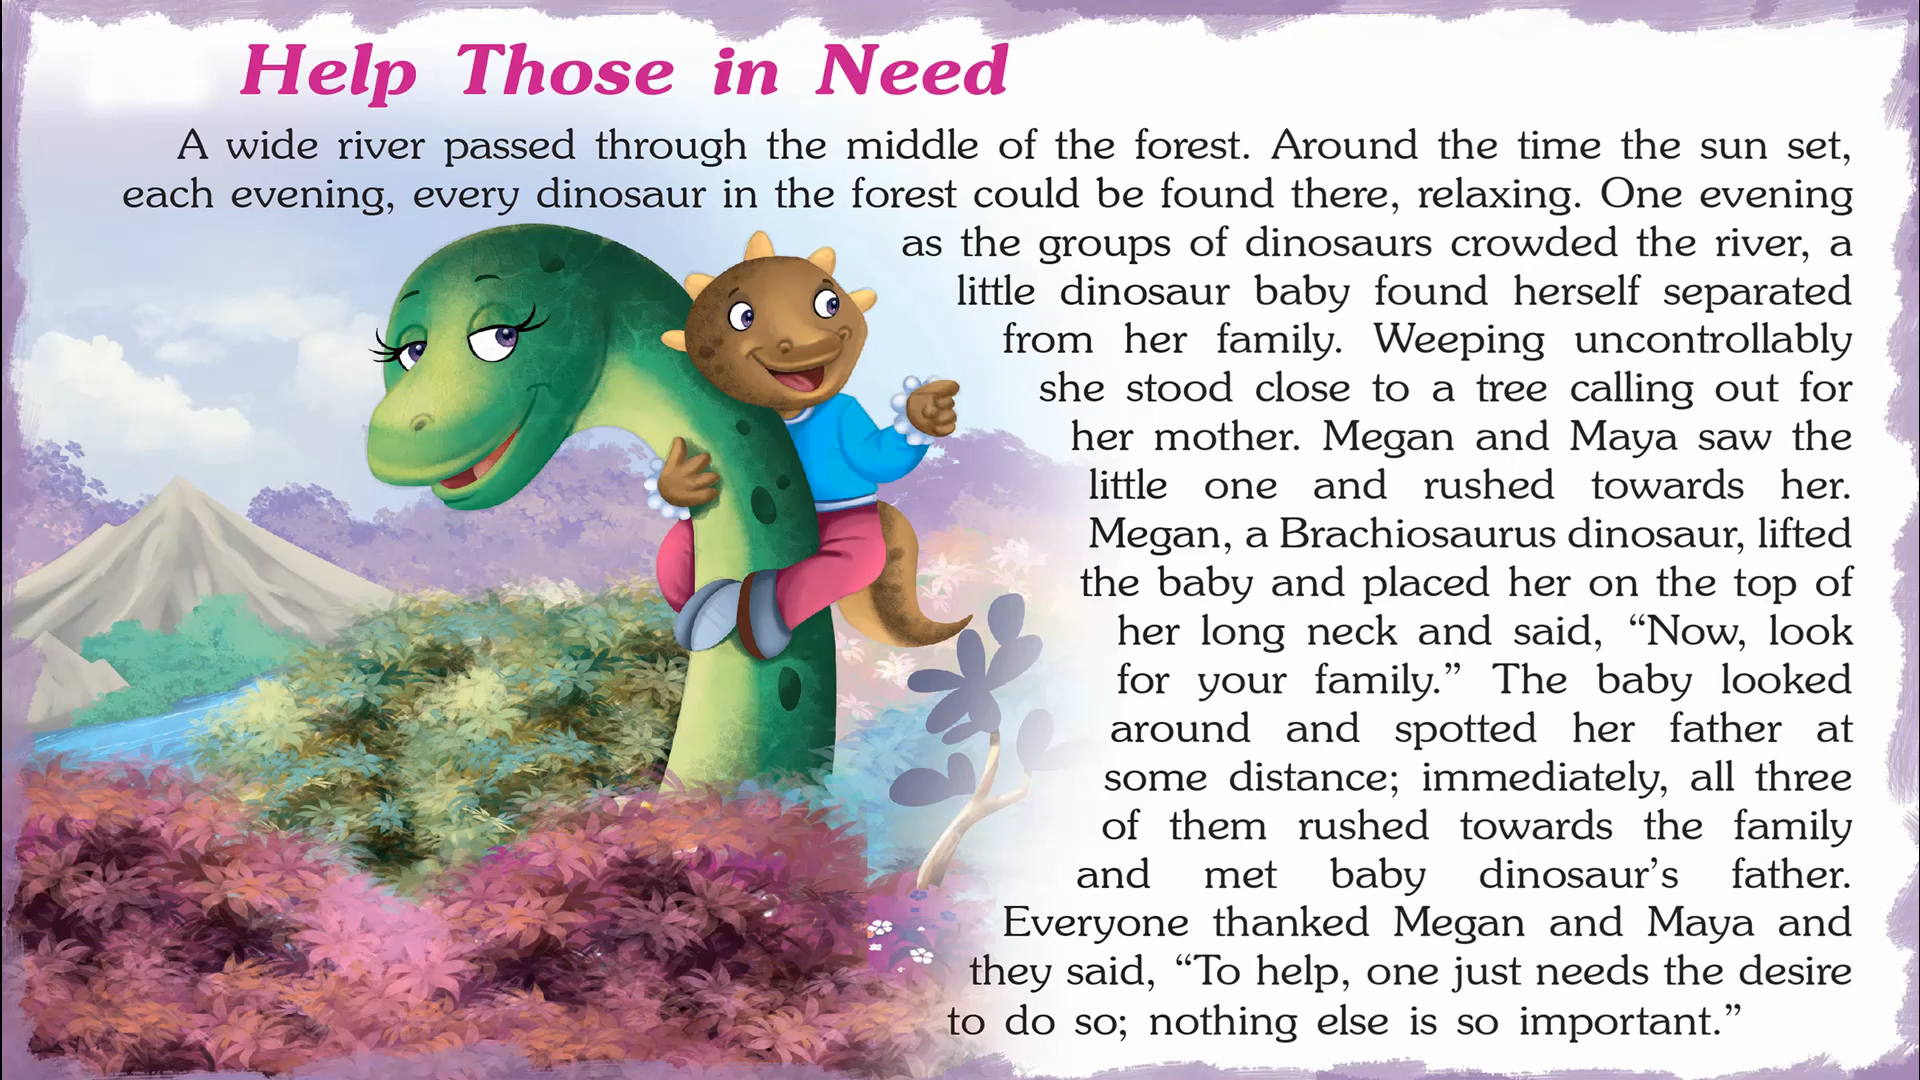 Help Those in Need
A wide river passed through the middle of the forest. Around the time the sun set,
each evening, every dinosaur in the forest could be found there, relaxing. One evening
as the groups of dinosaurs crowded the river, a
little dinosaur baby found herself separated
from her family. Weeping uncontrollably
she stood close to a tree calling out for
her mother. Megan and Maya saw the
little one and rushed towards her.
Megan, a Brachiosaurus dinosaur, lifted
the baby and placed her on the top of
her long neck and said, “Now, look
for your family.” The baby looked
around and spotted her father at
some distance; immediately, all three
of them rushed towards the family
and met baby dinosaur’s father.
Everyone thanked Megan and Maya and
they said, “To help, one just needs the desire
to do so; nothing else is so important.”